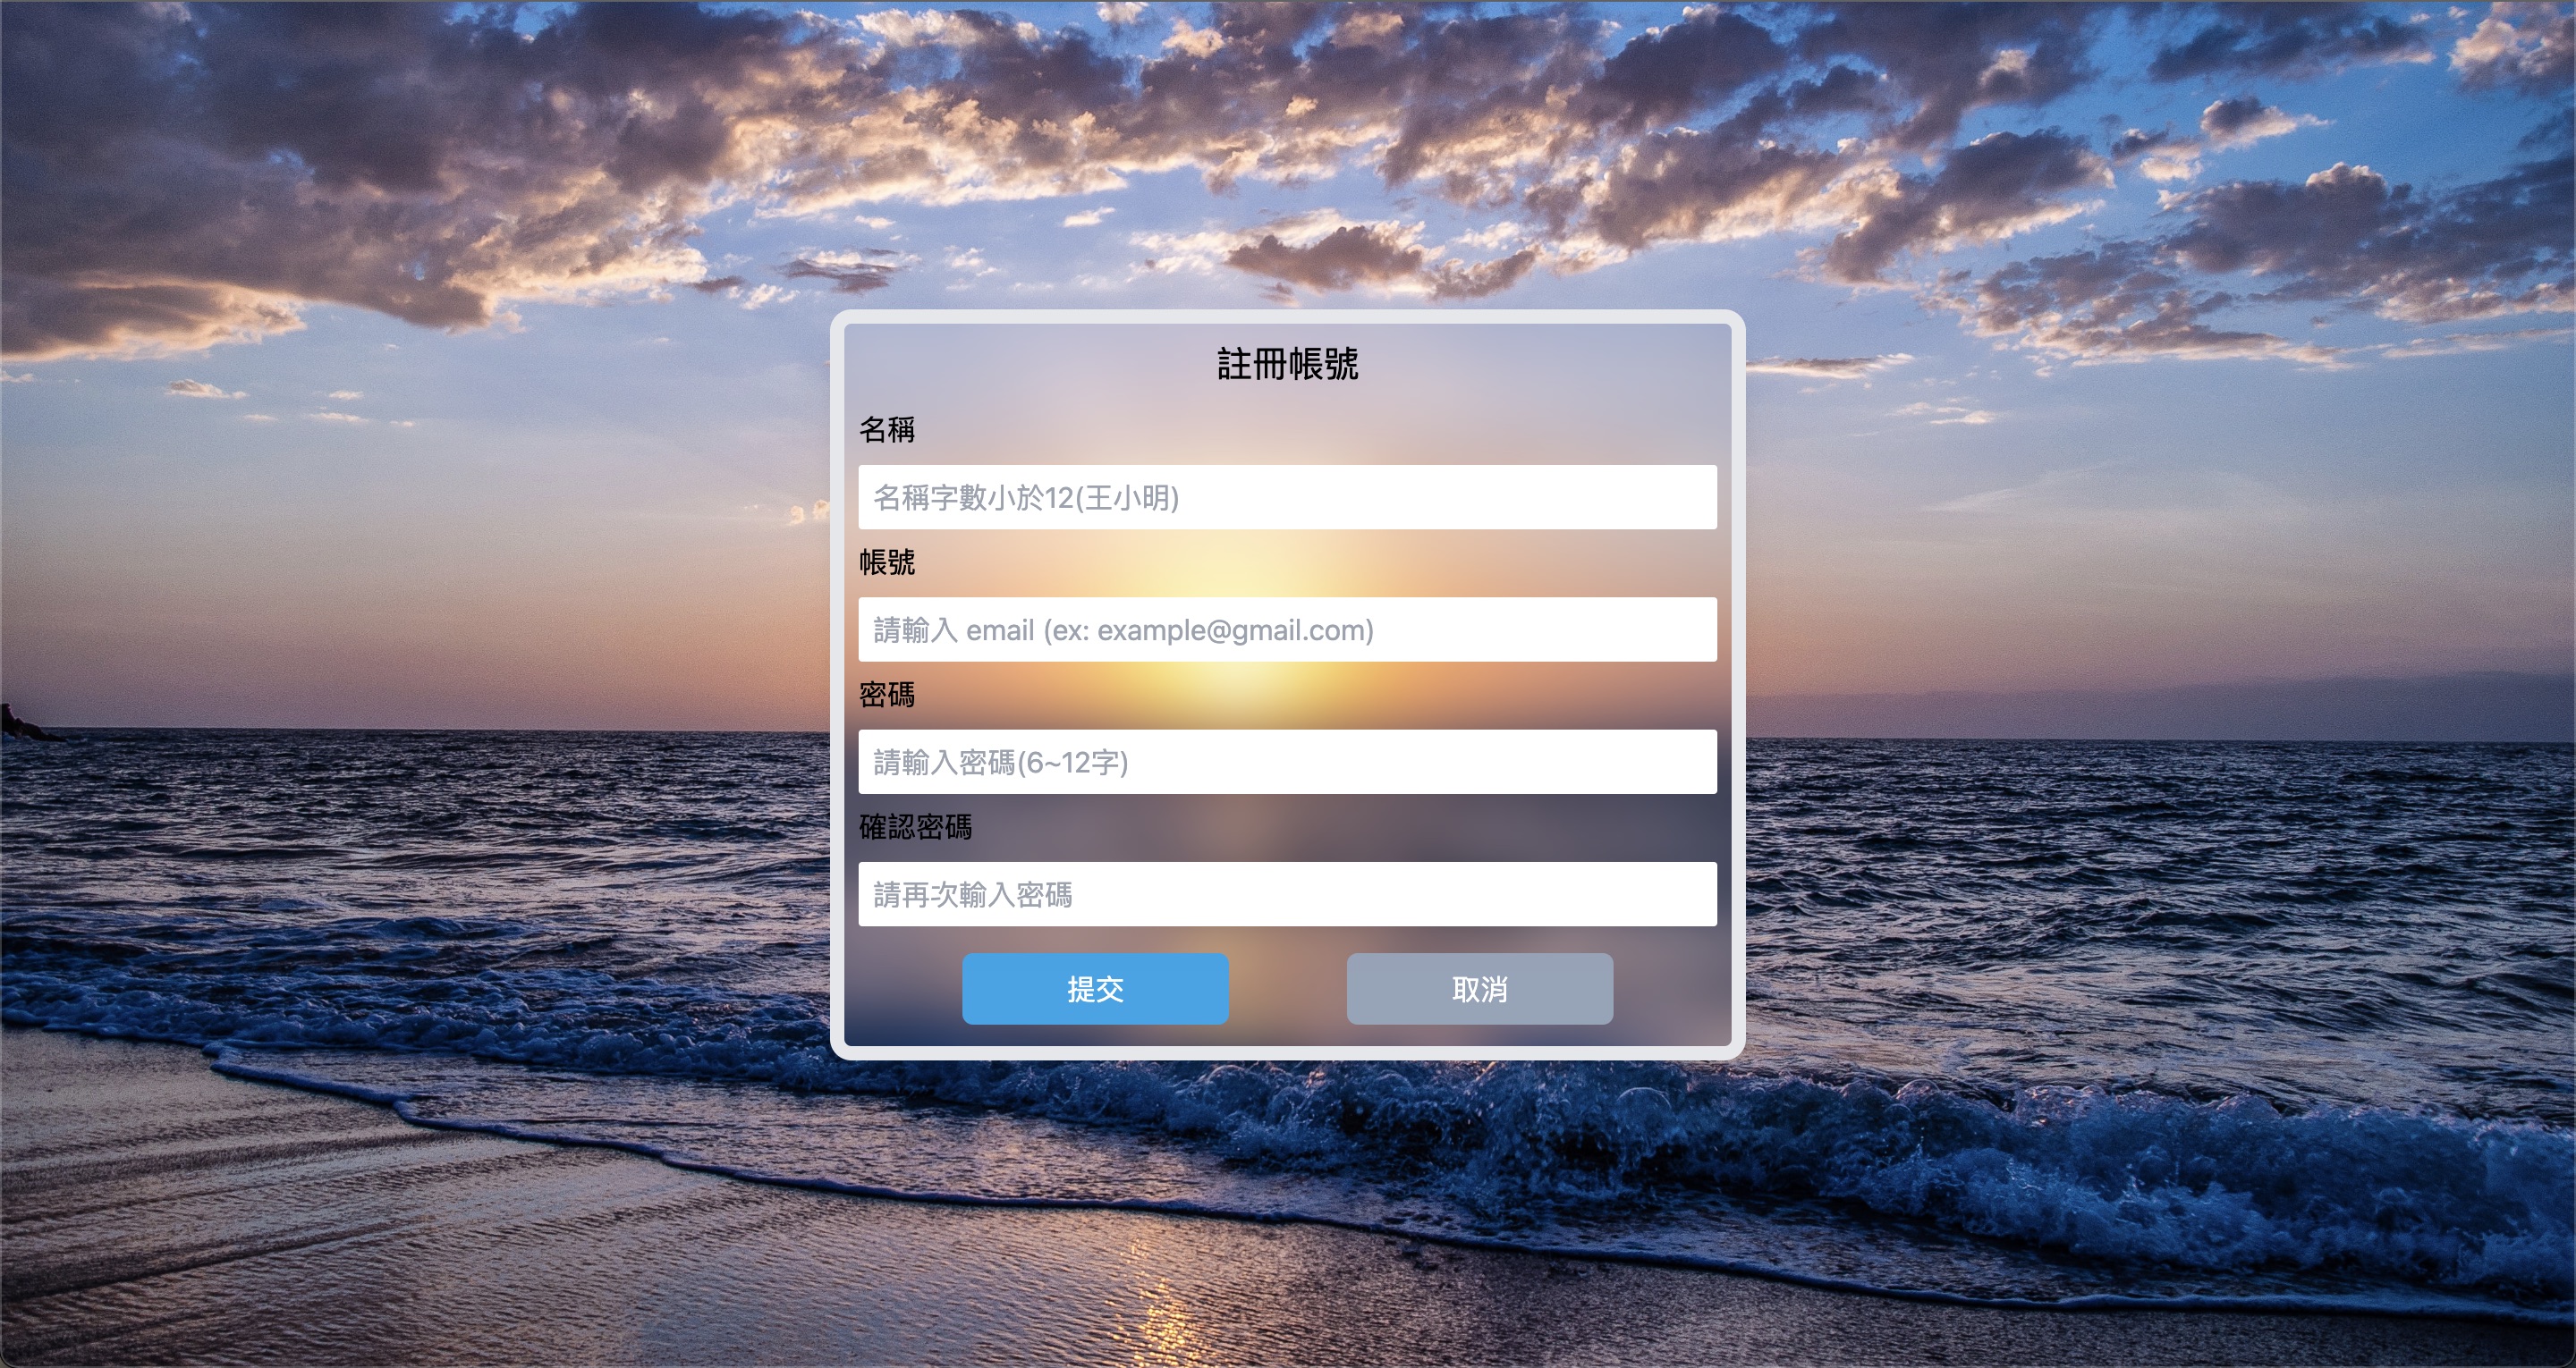 註冊帳號
名稱
名稱字數小於12(王小明)
帳號
請輸入 email (ex: example@gmail.com)
密碼
請輸入密碼(6~12字)
確認密碼
請再次輸入密碼
提交
取消